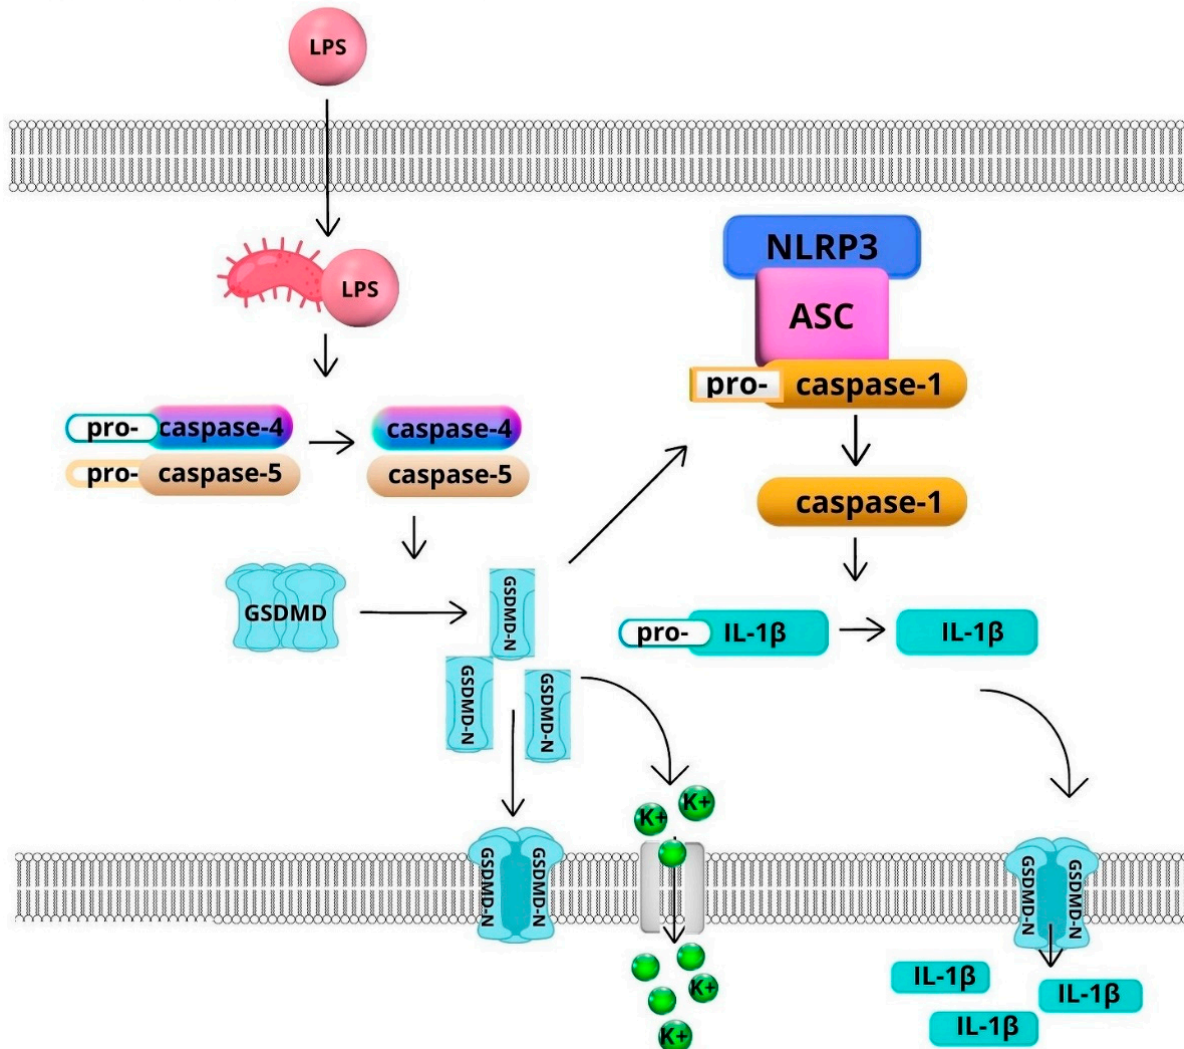 LPS
LPS
NLRP3
ASC
pro- caspase-1
pro- caspase-4
caspase-4
pro- caspase-5
caspase-5
caspase-1
GSDMD
GSDMD-N
GSDMD-N
GSDMD-N
pro- IL-1β
IL-1β
K+
K+
GSDMD-N
GSDMD-N
GSDMD-N
GSDMD-N
K+
K+
IL-1β
IL-1β
IL-1β